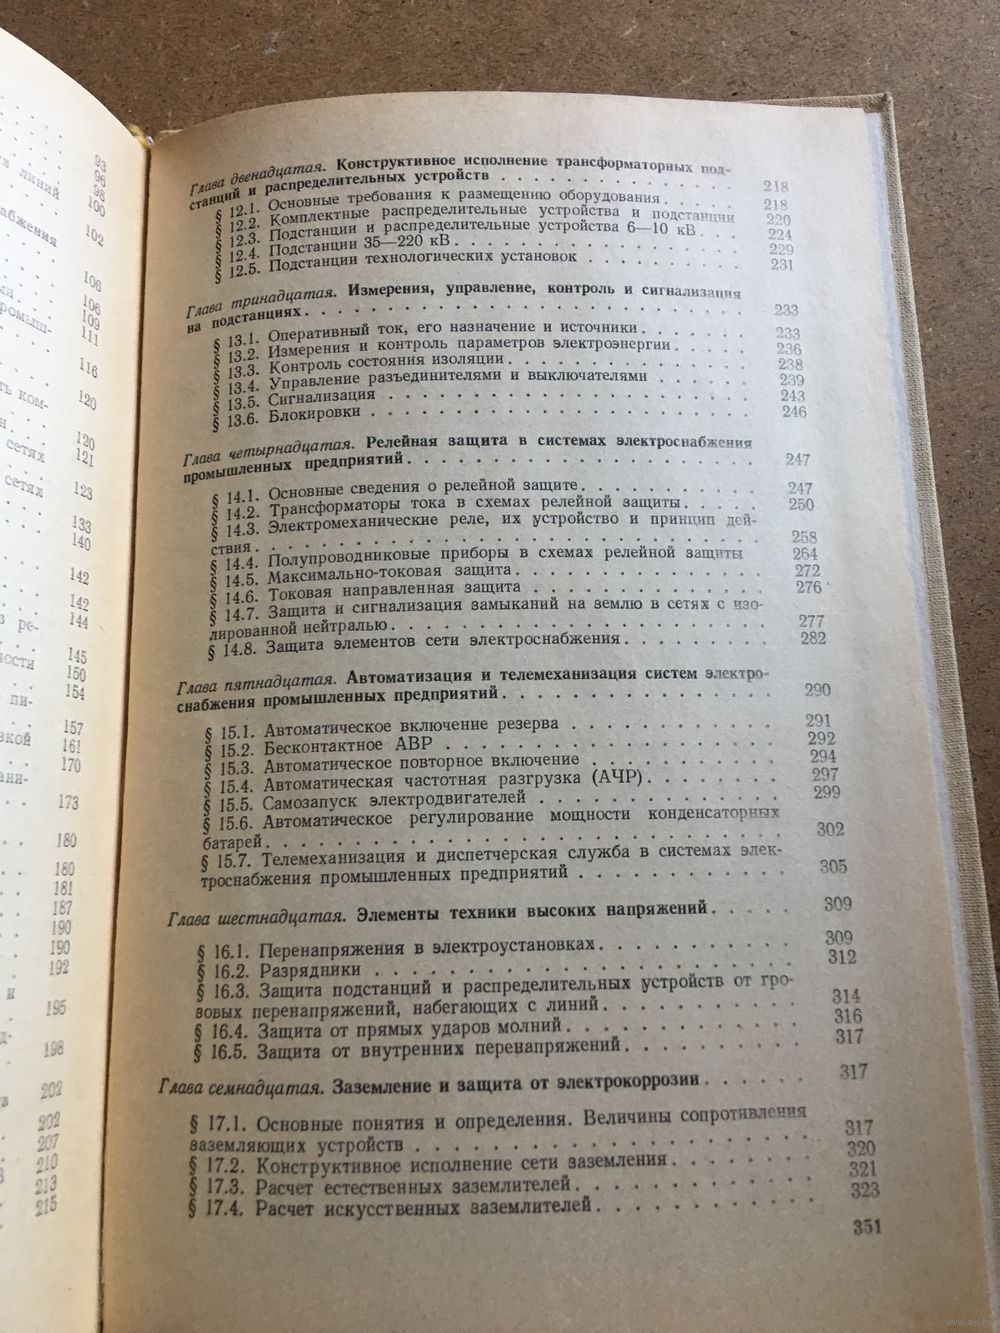 93
96
98
линий
100
набжения
102
106
106
промыш-
109
111
116
ть ком-
120
120
сетях
121
сетях
123
133
140
142
142
в ре-
144
145
ности
150
154
пи-
157
161
170
173
180
180
181
187
190
190
192
и
195
198
202
202
207
210
213
215
Глава двенадцатая. Конструктивное исполнение трансформаторных под-
станций и распределительных устройств . . . . . . . . . . . 218
§ 12.1. Основные требования к размещению оборудования . . . . . 218
§ 12.2. Комплектные распределительные устройства и подстанции 220
§ 12.3. Подстанции и распределительные устройства 6—10 кВ . . . 224
§ 12.4. Подстанции 35—220 кВ . . . . . . . . . . . . . 229
§ 12.5. Подстанции технологических установок . . . . . . . . 231
Глава тринадцатая. Измерения, управление, контроль и сигнализация
на подстанциях . . . . . . . . . . . . . . . . . . . . 233
§ 13.1. Оперативный ток, его назначение и источники . . . . . . 233
§ 13.2. Измерения и контроль параметров электроэнергии . . . . . 236
§ 13.3. Контроль состояния изоляции . . . . . . . . . . . . 238
§ 13.4. Управление разъединителями и выключателями . . . . . . 239
§ 13.5. Сигнализация . . . . . . . . . . . . . . . . . 243
§ 13.6. Блокировки . . . . . . . . . . . . . . . . . . 246
Глава четырнадцатая. Релейная защита в системах электроснабжения
промышленных предприятий . . . . . . . . . . . . . . . . 247
§ 14.1. Основные сведения о релейной защите . . . . . . . . . 247
§ 14.2. Трансформаторы тока в схемах релейной защиты . . . . . 250
§ 14.3. Электромеханические реле, их устройство и принцип дей-
ствия . . . . . . . . . . . . . . . . . . . . . . . 258
§ 14.4. Полупроводниковые приборы в схемах релейной защиты 264
§ 14.5. Максимально-токовая защита . . . . . . . . . . . . 272
§ 14.6. Токовая направленная защита . . . . . . . . . . . . 276
§ 14.7. Защита и сигнализация замыканий на землю в сетях с изо-
лированной нейтралью . . . . . . . . . . . . . . . . . 277
§ 14.8. Защита элементов сети электроснабжения . . . . . . . 282
Глава пятнадцатая. Автоматизация и телемеханизация систем электро-
снабжения промышленных предприятий . . . . . . . . . . . . 290
§ 15.1. Автоматическое включение резерва . . . . . . . . . . 291
§ 15.2. Бесконтактное АВР . . . . . . . . . . . . . . . . 292
§ 15.3. Автоматическое повторное включение . . . . . . . . . 294
§ 15.4. Автоматическая частотная разгрузка (АЧР) . . . . . . . 297
§ 15.5. Самозапуск электродвигателей . . . . . . . . . . . . 299
§ 15.6. Автоматическое регулирование мощности конденсаторных
батарей . . . . . . . . . . . . . . . . . . . . . . . 302
§ 15.7. Телемеханизация и диспетчерская служба в системах элек-
троснабжения промышленных предприятий . . . . . . . . . . 305
Глава шестнадцатая. Элементы техники высоких напряжений . . . . . 309
§ 16.1. Перенапряжения в электроустановках . . . . . . . . . 309
§ 16.2. Разрядники . . . . . . . . . . . . . . . . . . . 312
§ 16.3. Защита подстанций и распределительных устройств от гро-
зовых перенапряжений, набегающих с линий . . . . . . . . . 314
§ 16.4. Защита от прямых ударов молний . . . . . . . . . . . 316
§ 16.5. Защита от внутренних перенапряжений . . . . . . . . . 317
Глава семнадцатая. Заземление и защита от электрокоррозии . . . . . 317
§ 17.1. Основные понятия и определения. Величины сопротивления
заземляющих устройств . . . . . . . . . . . . . . . . . 317
§ 17.2. Конструктивное исполнение сети заземления . . . . . . . 320
§ 17.3. Расчет естественных заземлителей . . . . . . . . . . . 321
§ 17.4. Расчет искусственных заземлителей . . . . . . . . . . 323
351
www.ay.by